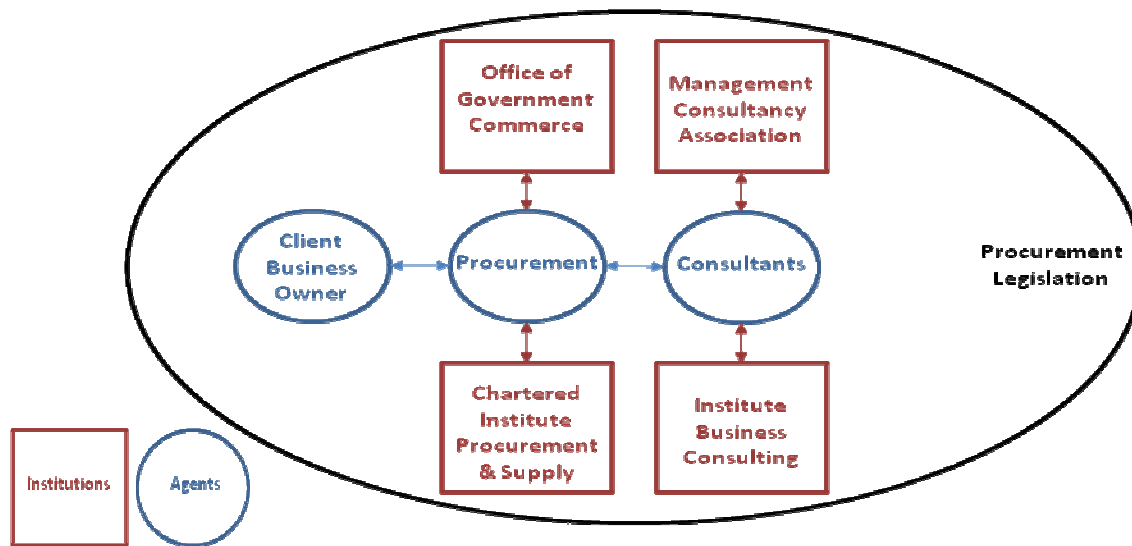 Office of
Government
Commerce
Management
Consultancy
Association
Client
Business
Owner
Procurement
Consultants
Procurement
Legislation
Chartered
Institute
Procurement
& Supply
Institute
Business
Consulting
Institutions
Agents